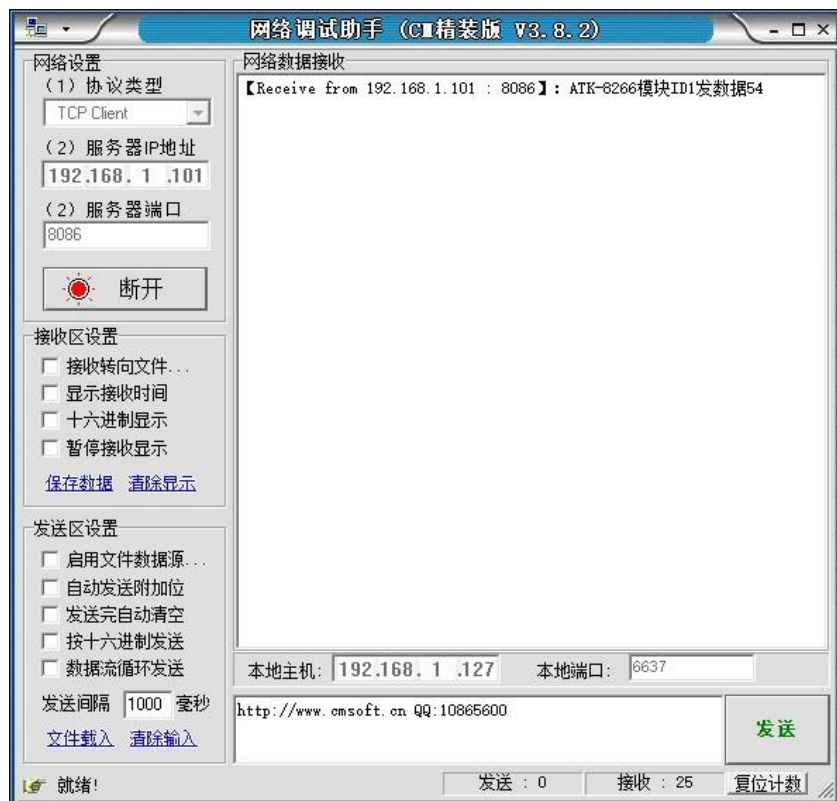 网络调试助手 (CM精装版 V3.8.2)
网络设置
(1) 协议类型
TCP Client
(2) 服务器IP地址
192.168. 1 .101
(2) 服务器端口
8086
断开
接收区设置
接收转向文件...
显示接收时间
十六进制显示
暂停接收显示
保存数据 清除显示
发送区设置
启用文件数据源...
自动发送附加位
发送完自动清空
按十六进制发送
数据流循环发送
发送间隔 1000 毫秒
文件载入 清除输入
网络数据接收
【Receive from 192.168.1.101 : 8086】: ATK-8266模块ID1发数据54
本地主机: 192.168. 1 .127 本地端口: 6637
http://www.cmsoft.cn QQ:10865600
发送
就绪! 发送 : 0 接收 : 25 复位计数